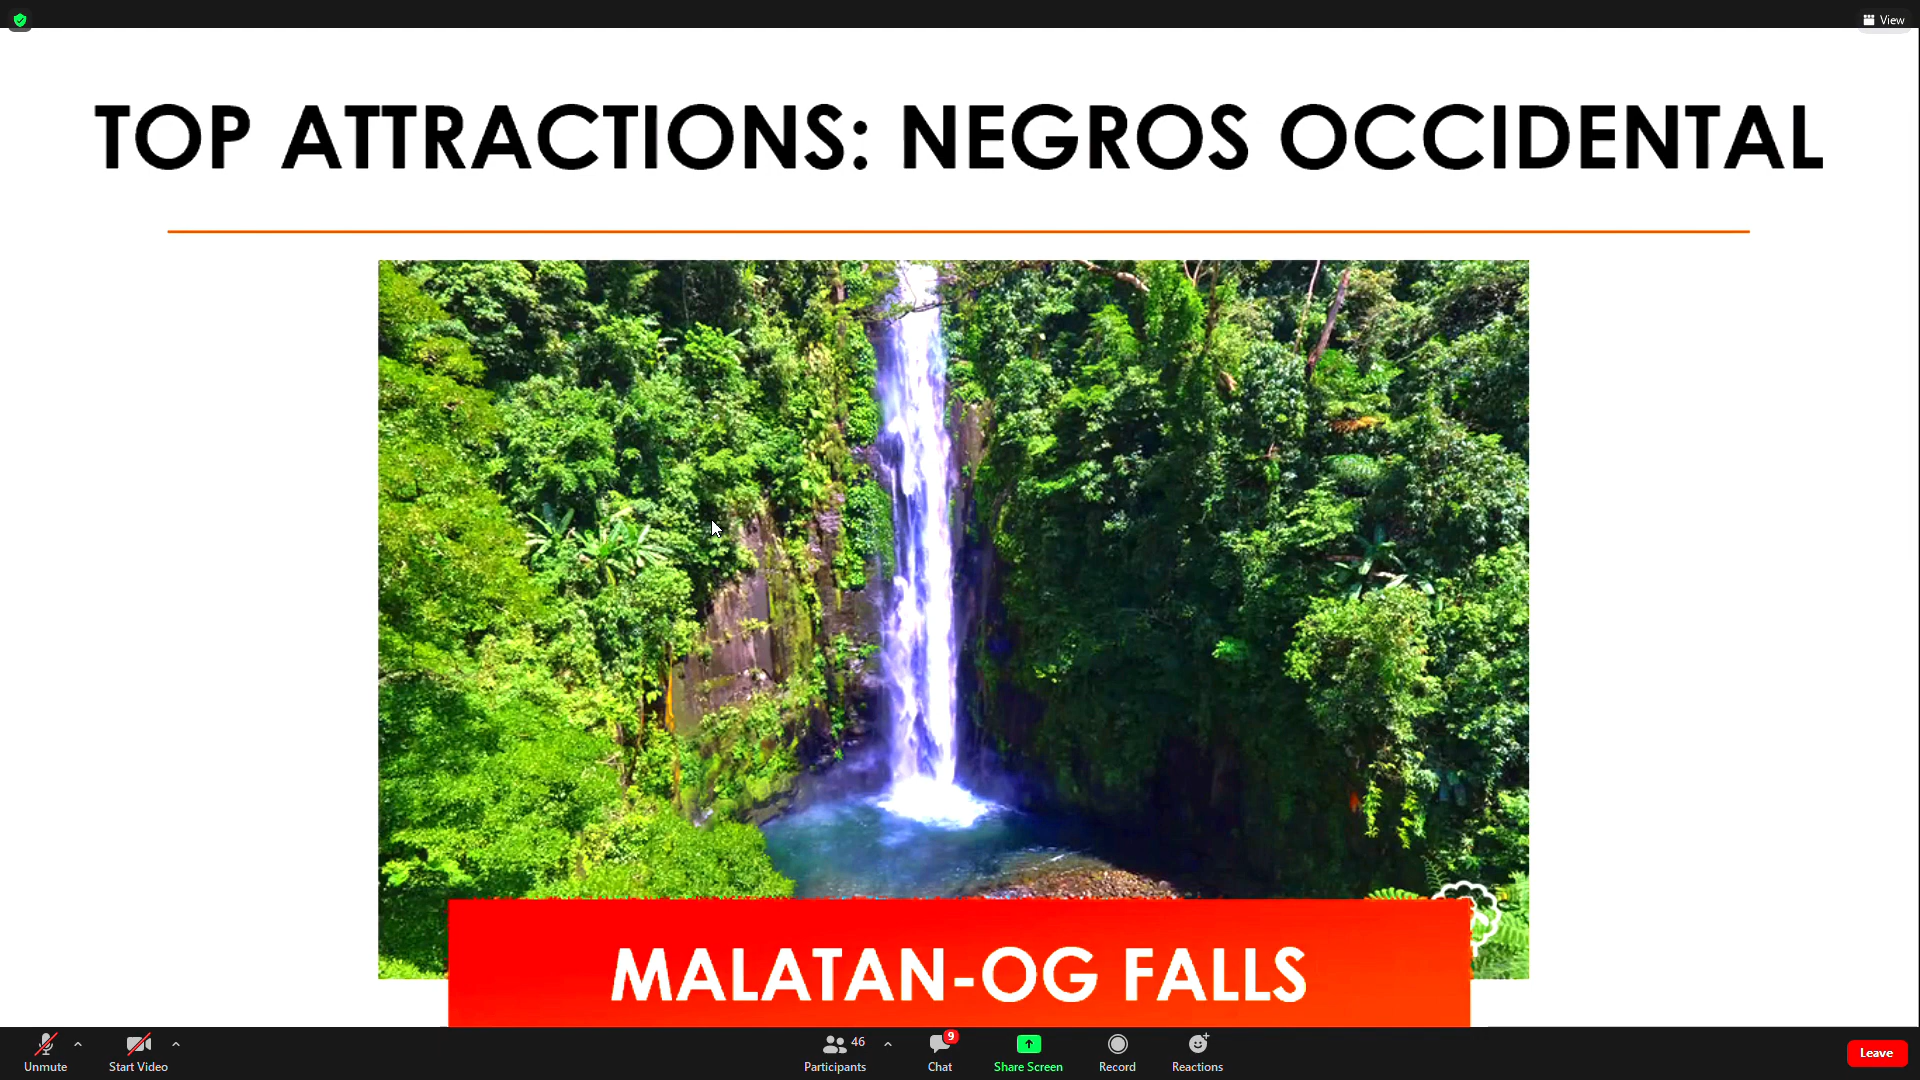 View
TOP ATTRACTIONS: NEGROS OCCIDENTAL
MALATAN-OG FALLS
Unmute
Start Video
46
Participants
9
Chat
Share Screen
Record
Reactions
Leave